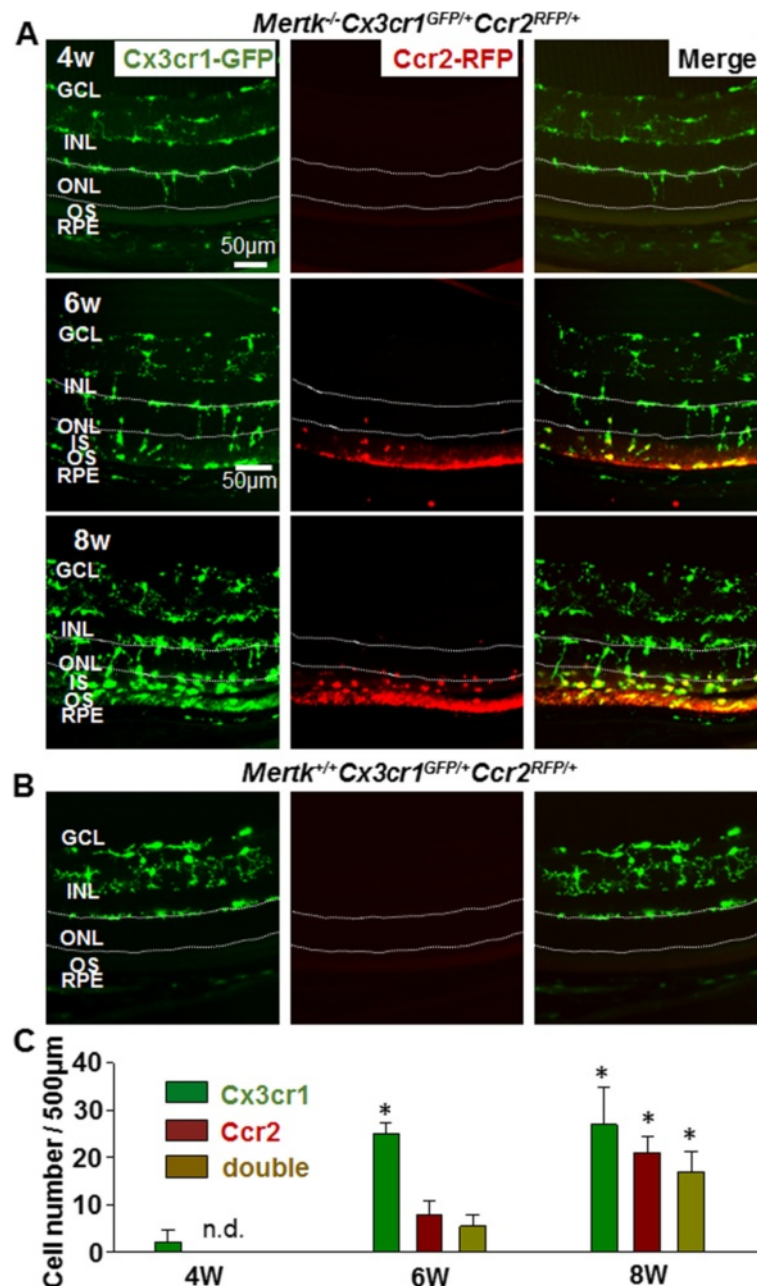 Mertk-/-Cx3cr1GFP/+Ccr2RFP/+
A
4w Cx3cr1-GFP Ccr2-RFP Merge
GCL
INL
ONL
OS
RPE
50µm
6w
GCL
INL
ONL
IS
OS
RPE
50µm
8w
GCL
INL
ONL
IS
OS
RPE
Mertk+/+Cx3cr1GFP/+Ccr2RFP/+
B
GCL
INL
ONL
OS
RPE
C
Cell number / 500µm
40
30
20
10
0
Cx3cr1
Ccr2
double
n.d.
*
*
*
*
4W 6W 8W